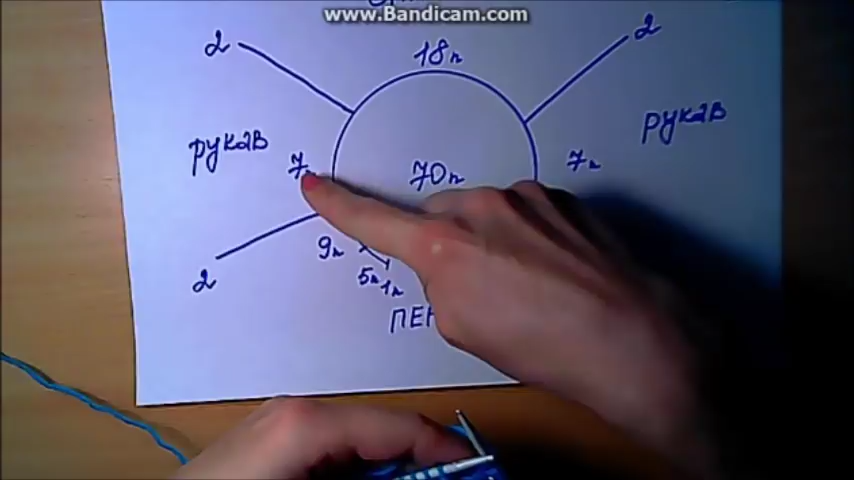 www.Bandicam.com
2
18п
2
рукав
7п
70п
7п
рукав
2
9п
5п 1п